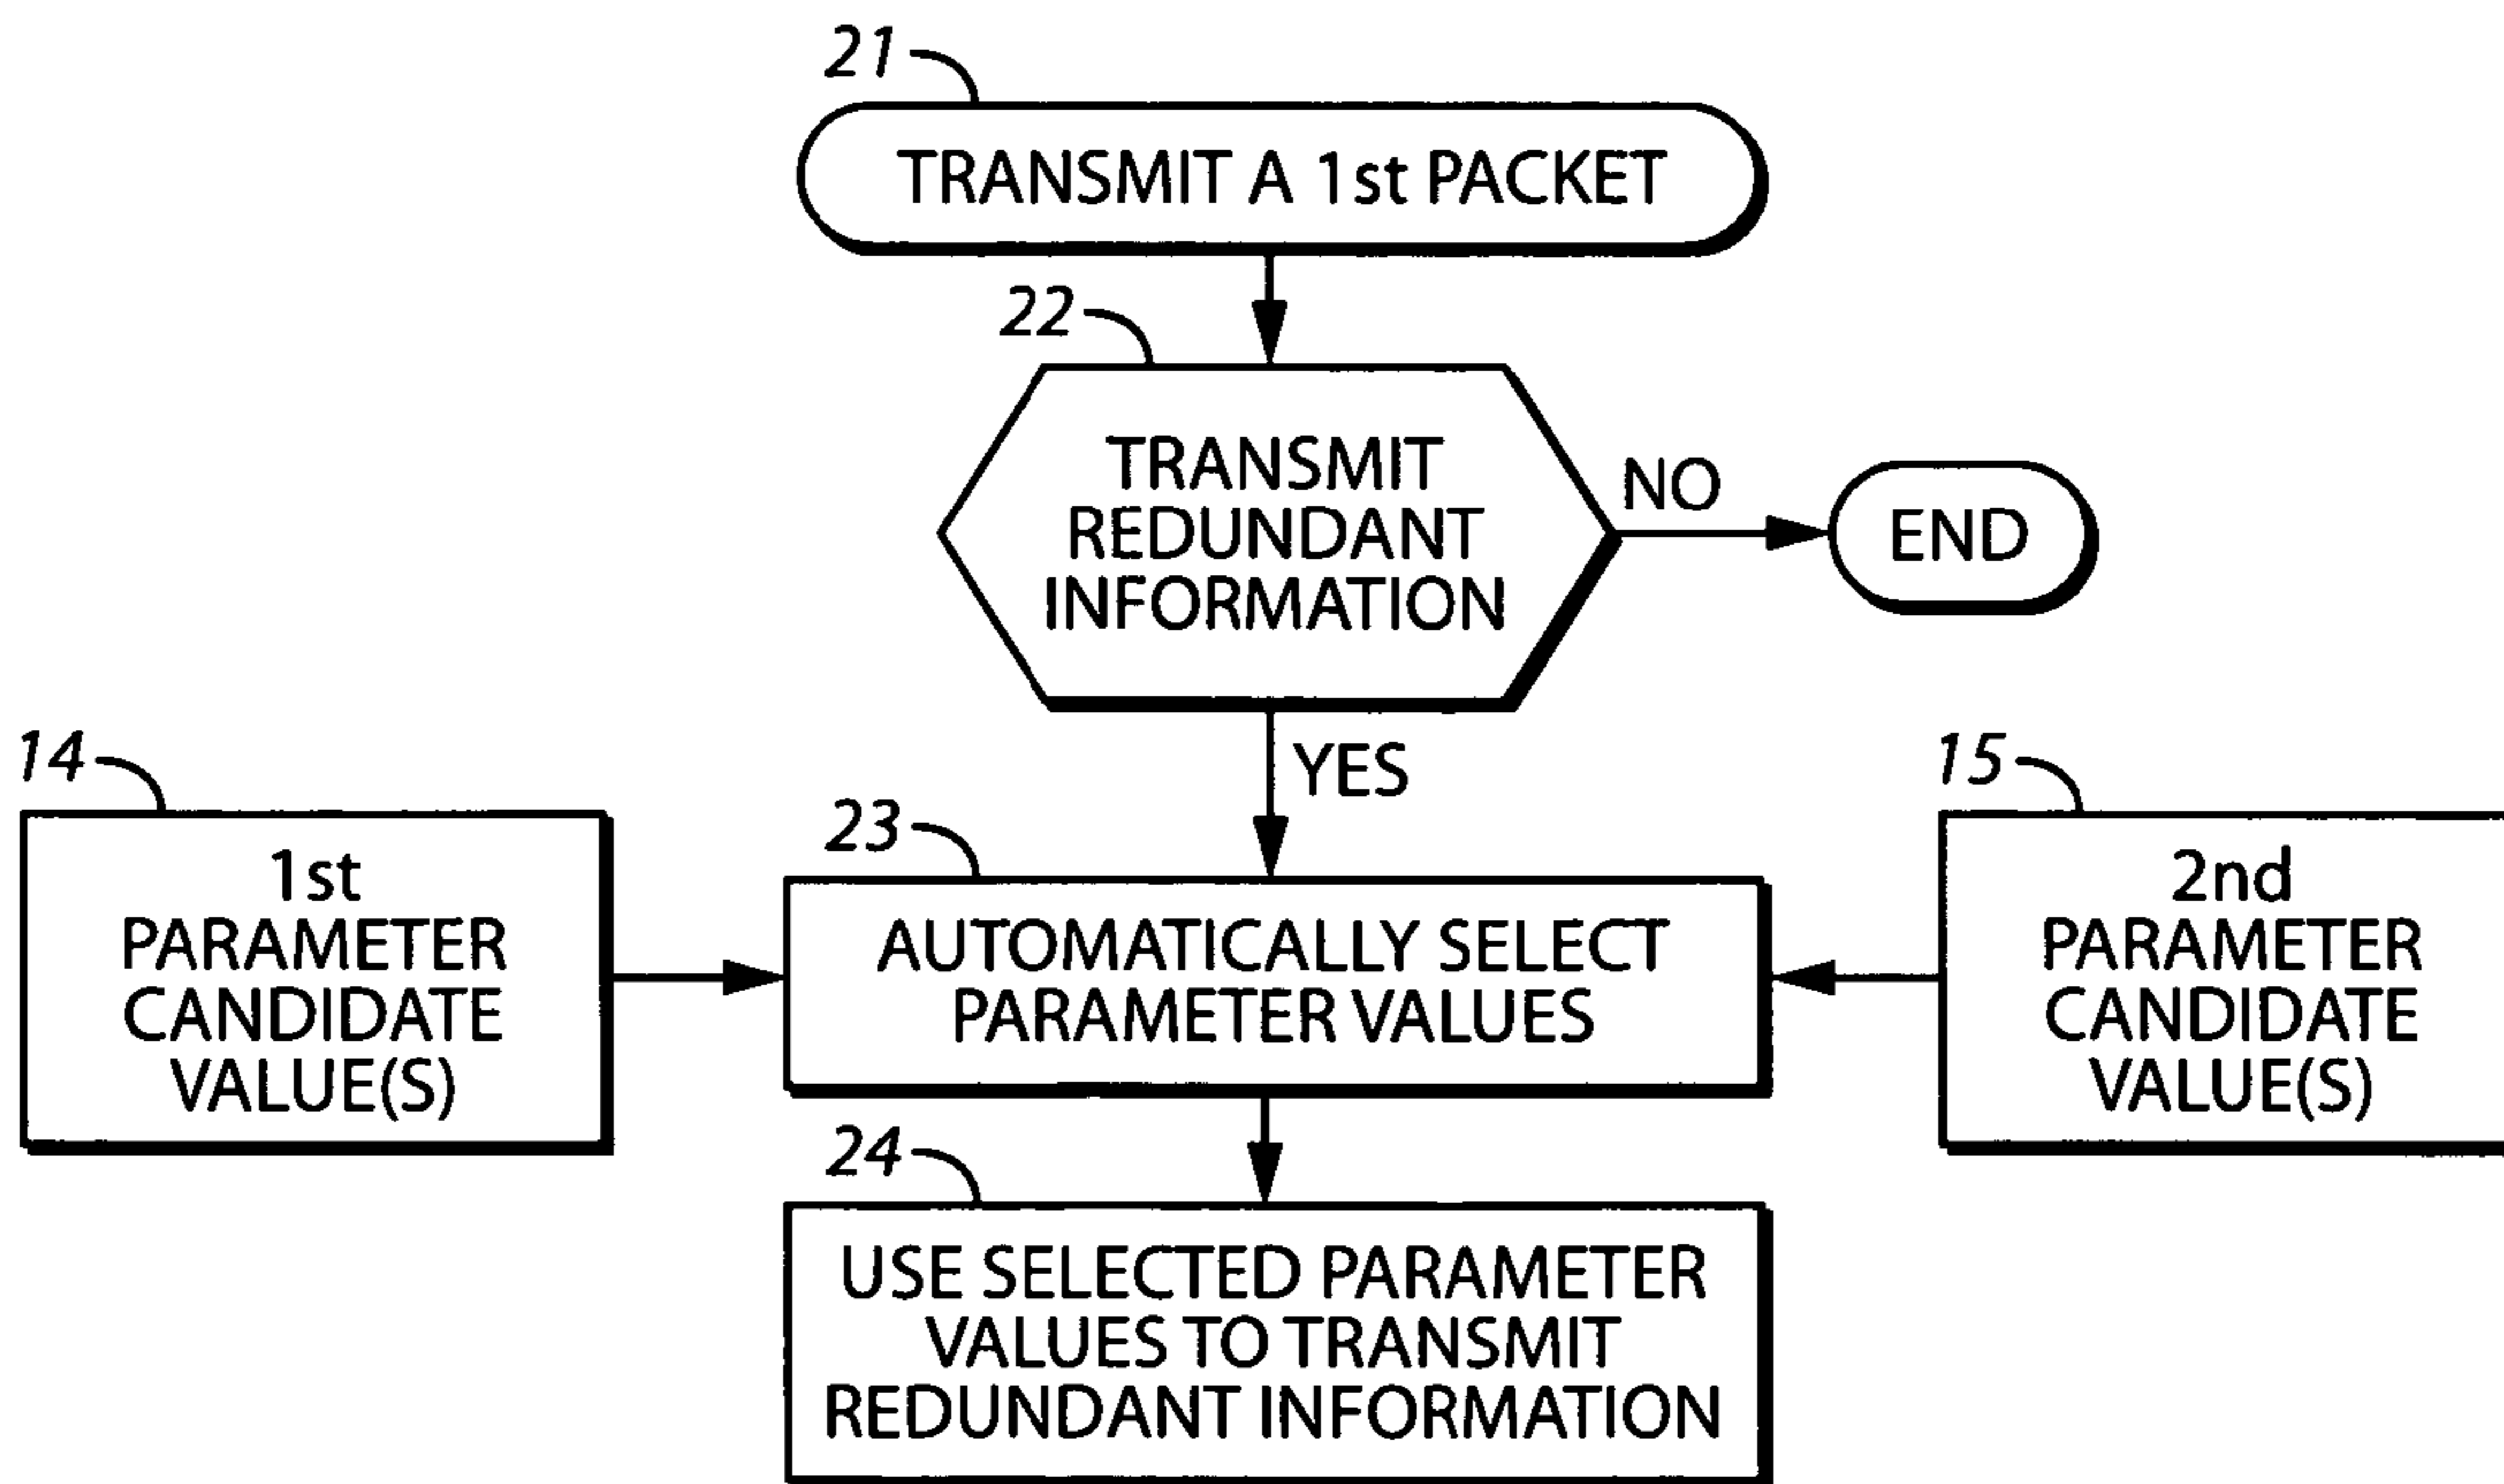 21
TRANSMIT A 1st PACKET
22
TRANSMIT
REDUNDANT
INFORMATION
NO
END
YES
14
1st
PARAMETER
CANDIDATE
VALUE(S)
23
AUTOMATICALLY SELECT
PARAMETER VALUES
15
2nd
PARAMETER
CANDIDATE
VALUE(S)
24
USE SELECTED PARAMETER
VALUES TO TRANSMIT
REDUNDANT INFORMATION